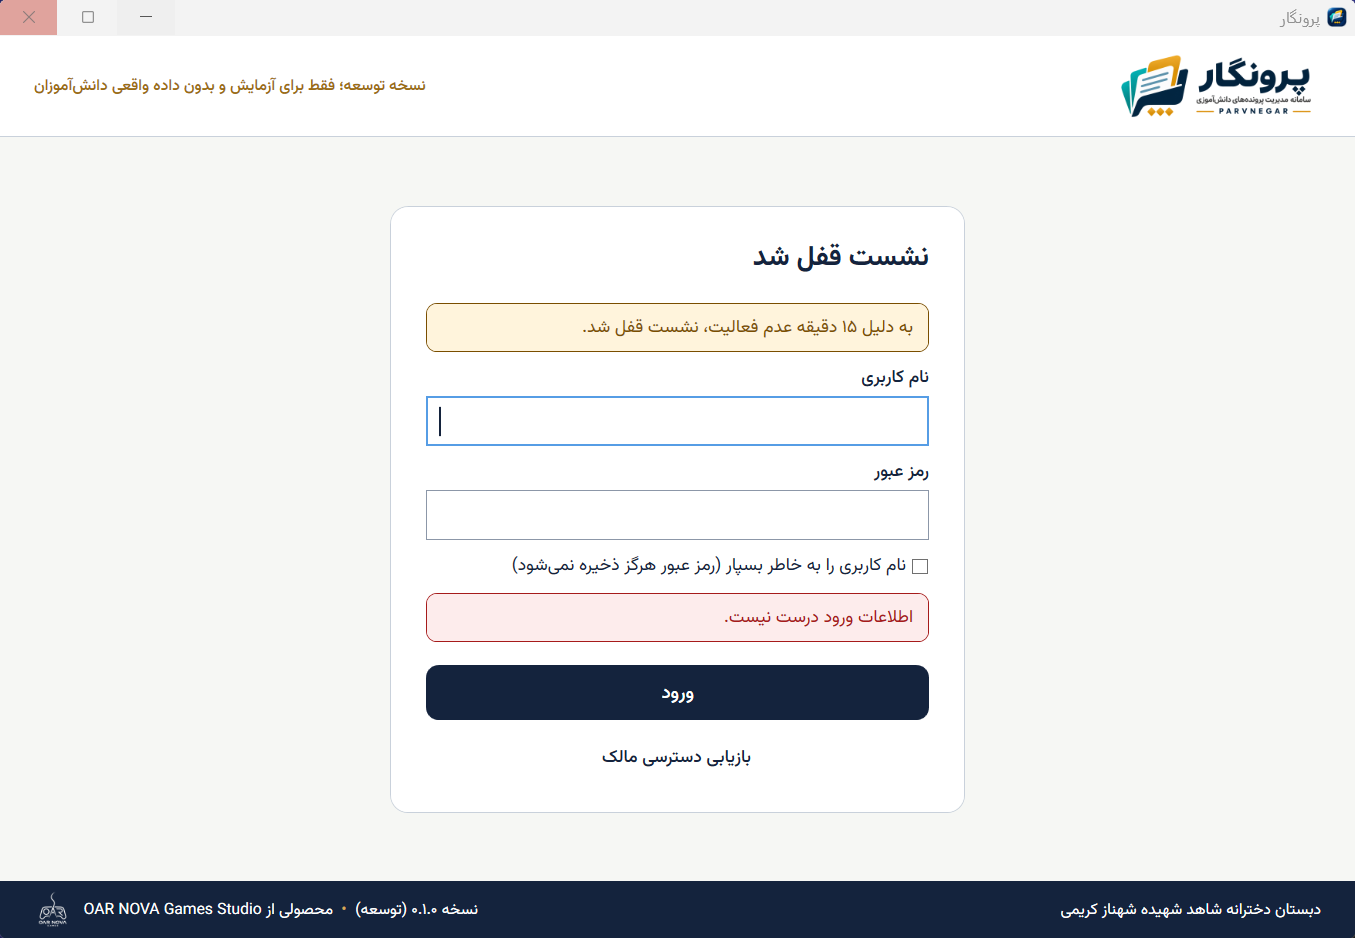 پرونگار
پرونگار
سامانه مدیریت پرونده‌های دانش‌آموزی
PARVNEGAR
نسخه توسعه؛ فقط برای آزمایش و بدون داده واقعی دانش‌آموزان
نشست قفل شد
به دلیل ۱۵ دقیقه عدم فعالیت، نشست قفل شد.
نام کاربری
رمز عبور
نام کاربری را به خاطر بسپار (رمز عبور هرگز ذخیره نمی‌شود)
اطلاعات ورود درست نیست.
ورود
بازیابی دسترسی مالک
دبستان دخترانه شاهد شهیده شهناز کریمی
نسخه ۰.۱.۰ (توسعه) • محصولی از OAR NOVA Games Studio
OAR NOVA
GAMES